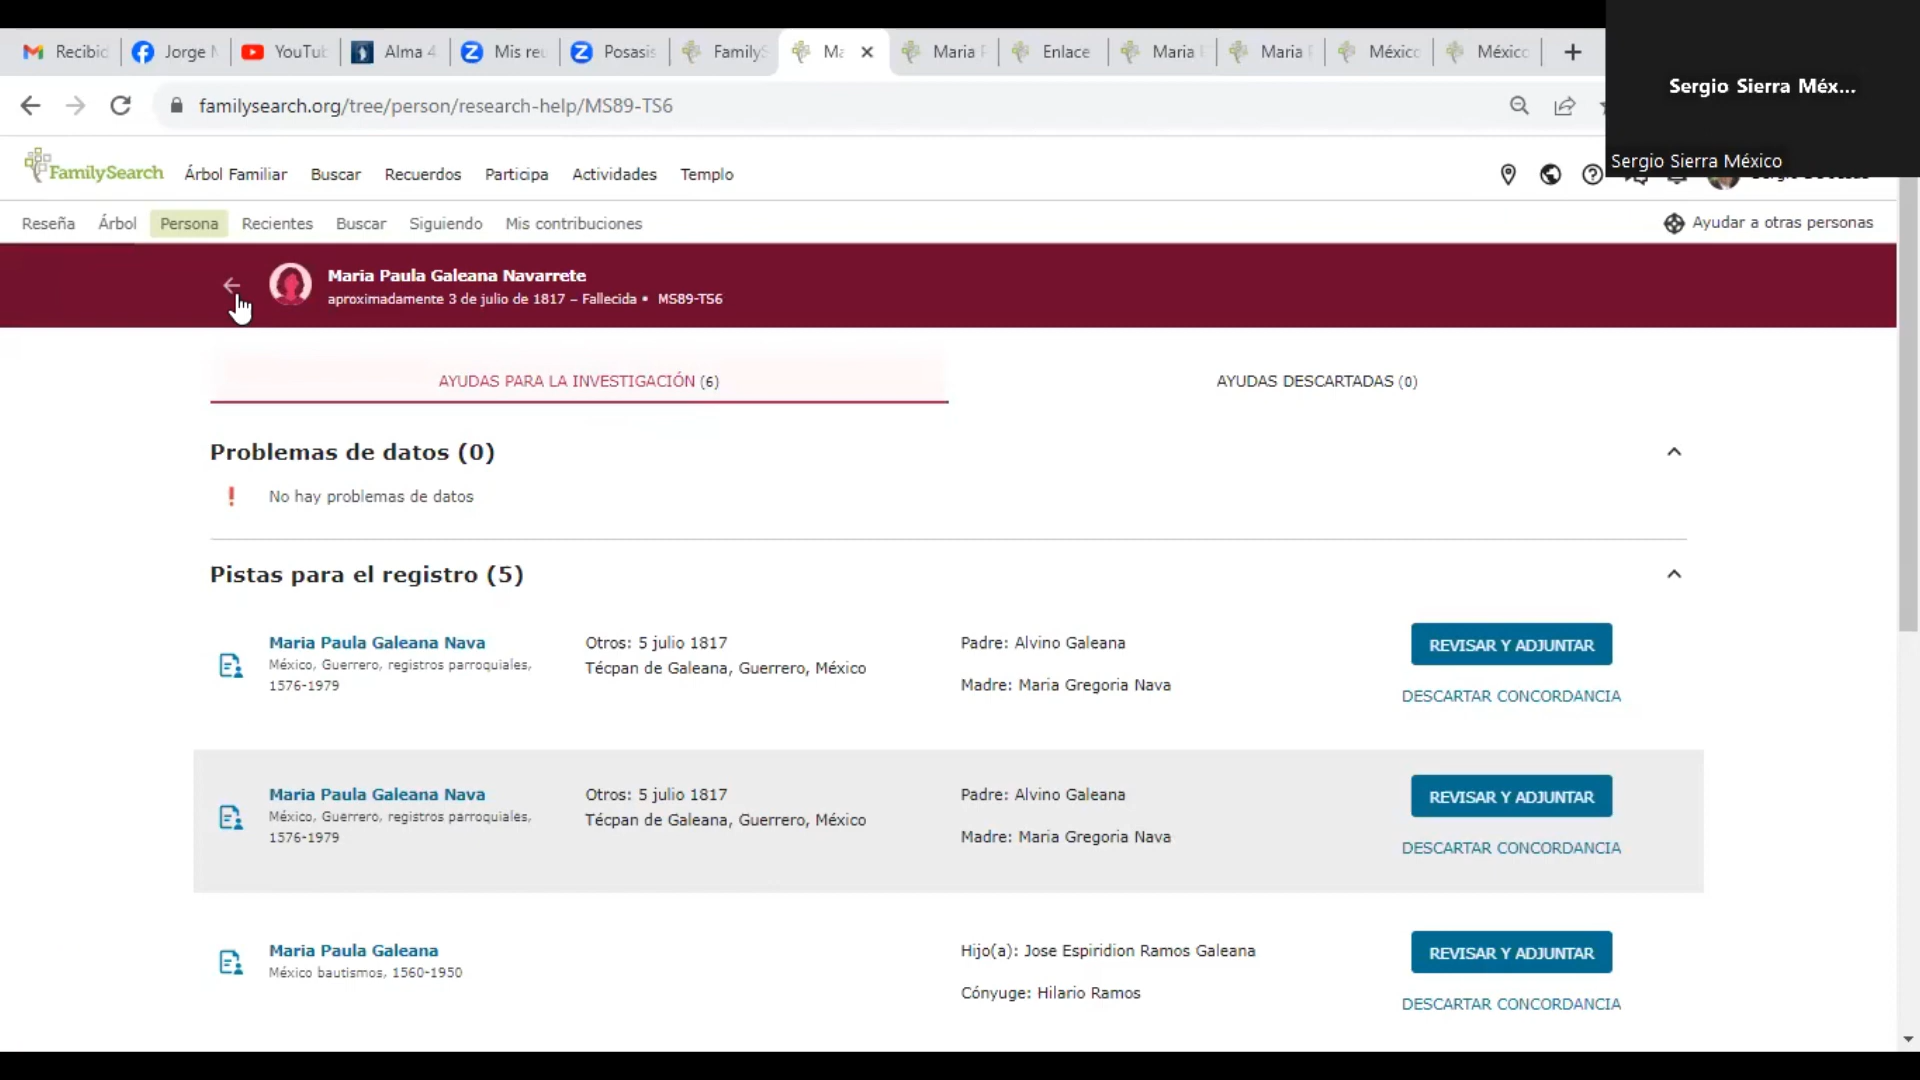 Recibid
Jorge
YouTub
Alma 4
Mis reu
Posasis
FamilyS
Ma
Maria
Enlace
Maria
Maria
México
México
familysearch.org/tree/person/research-help/MS89-TS6
Sergio Sierra Méx...
Sergio Sierra México
FamilySearch
Árbol Familiar
Buscar
Recuerdos
Participa
Actividades
Templo
Reseña
Árbol
Persona
Recientes
Buscar
Siguiendo
Mis contribuciones
Ayudar a otras personas
Maria Paula Galeana Navarrete
aproximadamente 3 de julio de 1817 – Fallecida • MS89-TS6
AYUDAS PARA LA INVESTIGACIÓN (6)
AYUDAS DESCARTADAS (0)
Problemas de datos (0)
No hay problemas de datos
Pistas para el registro (5)
Maria Paula Galeana Nava
México, Guerrero, registros parroquiales,
1576-1979
Otros: 5 julio 1817
Técpan de Galeana, Guerrero, México
Padre: Alvino Galeana
Madre: Maria Gregoria Nava
REVISAR Y ADJUNTAR
DESCARTAR CONCORDANCIA
Maria Paula Galeana Nava
México, Guerrero, registros parroquiales,
1576-1979
Otros: 5 julio 1817
Técpan de Galeana, Guerrero, México
Padre: Alvino Galeana
Madre: Maria Gregoria Nava
REVISAR Y ADJUNTAR
DESCARTAR CONCORDANCIA
Maria Paula Galeana
México bautismos, 1560-1950
Hijo(a): Jose Espiridion Ramos Galeana
Cónyuge: Hilario Ramos
REVISAR Y ADJUNTAR
DESCARTAR CONCORDANCIA